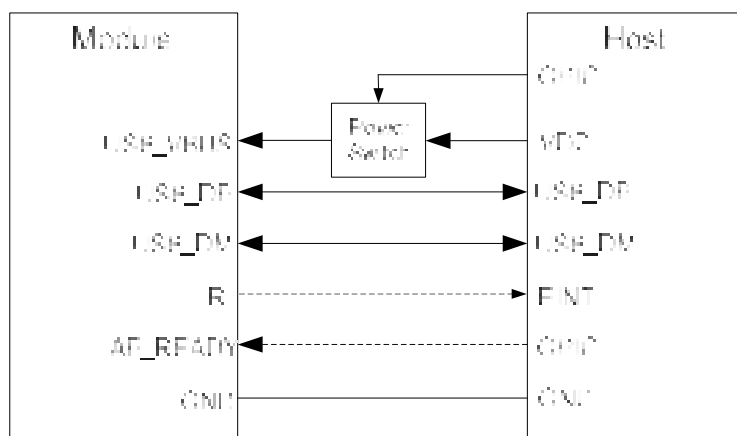 Module
Host
GPIO
USB_VBUS
Power
Switch
VDD
USB_DP
USB_DP
USB_DM
USB_DM
RI
EINT
AP_READY
GPIO
GND
GND